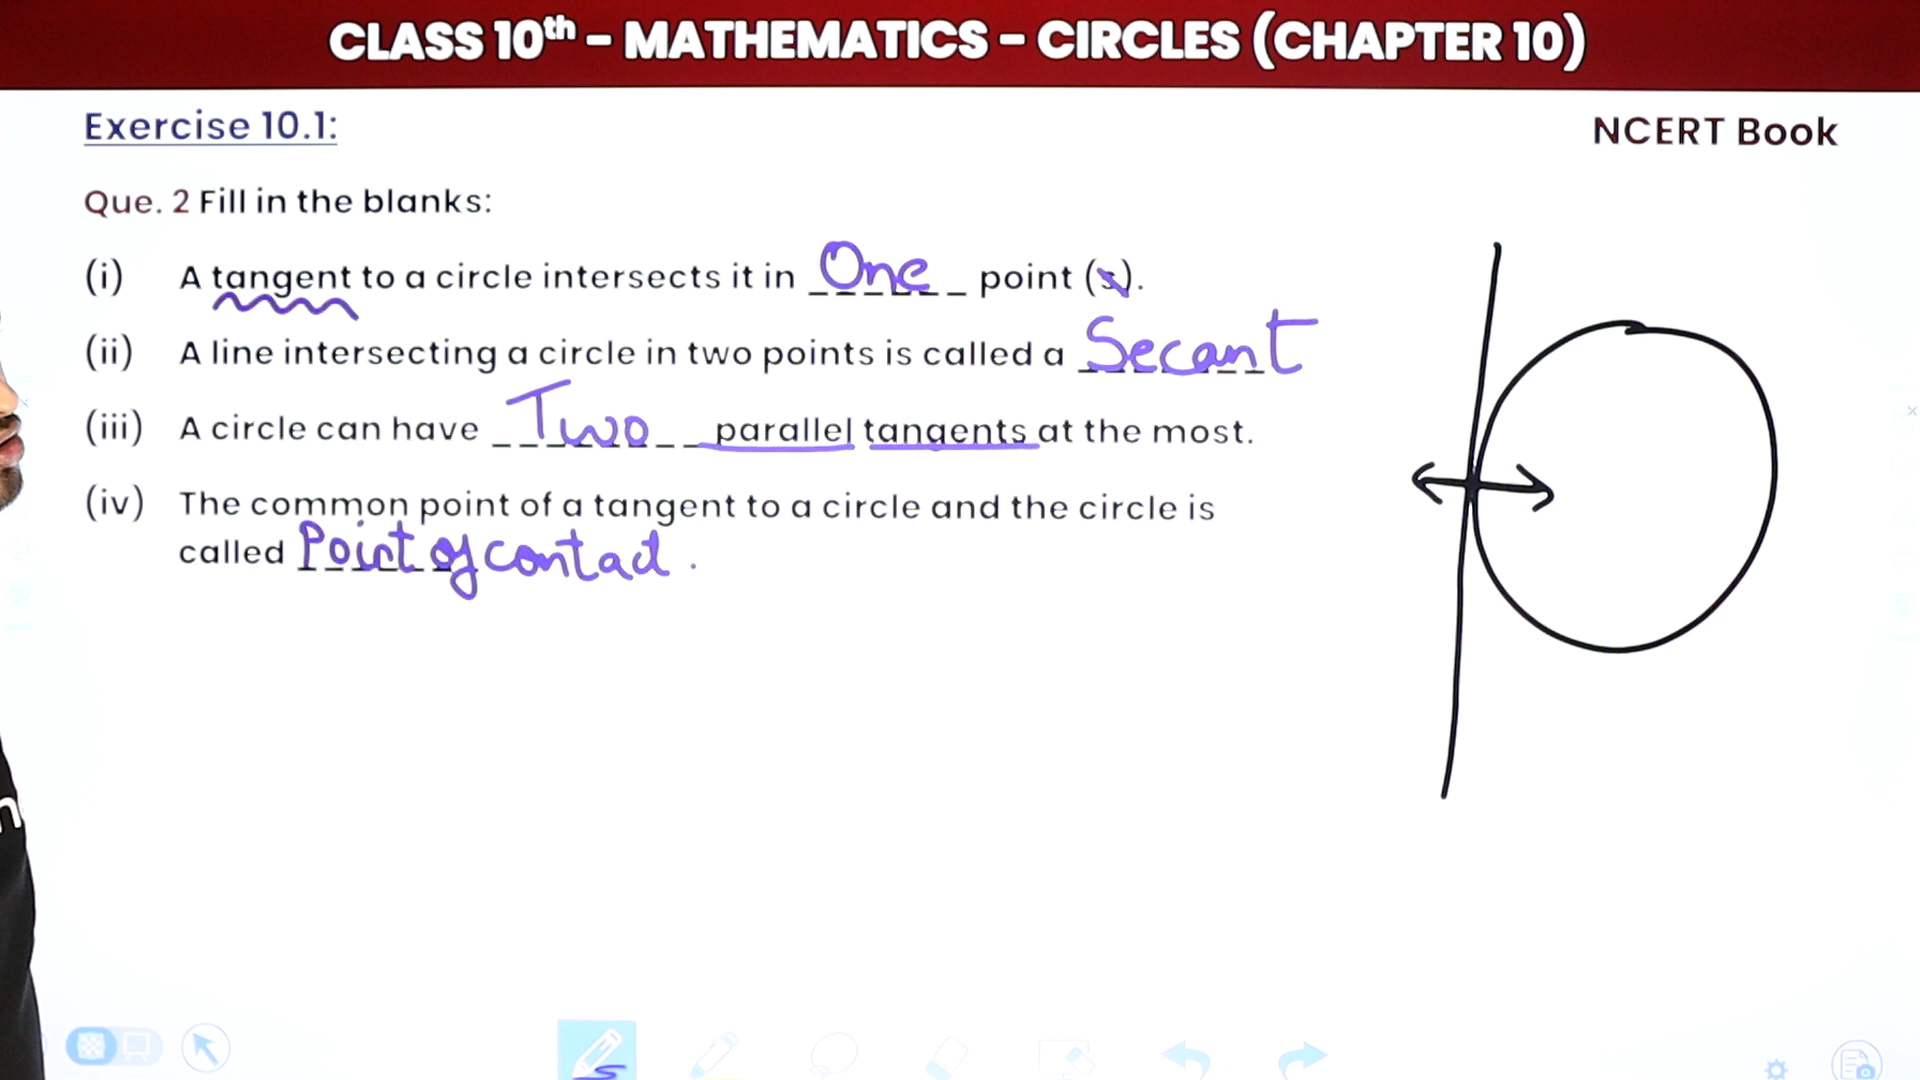 CLASS 10th - MATHEMATICS - CIRCLES (CHAPTER 10)
Exercise 10.1:
NCERT Book
Que. 2 Fill in the blanks:
(i) A tangent to a circle intersects it in One point (s).
(ii) A line intersecting a circle in two points is called a Secant
(iii) A circle can have Two parallel tangents at the most.
(iv) The common point of a tangent to a circle and the circle is
called Point of contact .